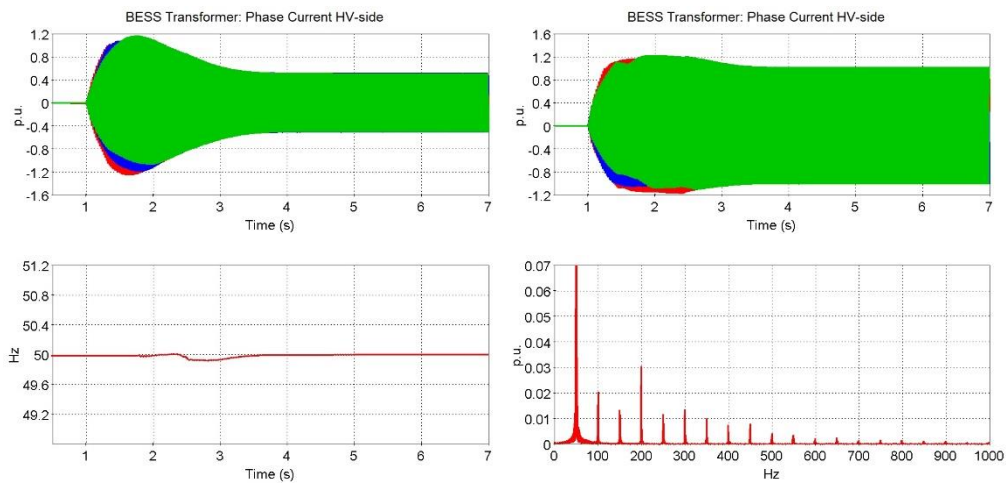 BESS Transformer: Phase Current HV-side
1.2
0.8
0.4
0
-0.4
-0.8
-1.2
-1.6
p.u.
1 2 3 4 5 6 7
Time (s)
BESS Transformer: Phase Current HV-side
1.6
1.2
0.8
0.4
0
-0.4
-0.8
-1.2
p.u.
1 2 3 4 5 6 7
Time (s)
51.2
50.8
50.4
50
49.6
49.2
Hz
1 2 3 4 5 6 7
Time (s)
0.07
0.06
0.05
0.04
0.03
0.02
0.01
0
p.u.
0 100 200 300 400 500 600 700 800 900 1000
Hz